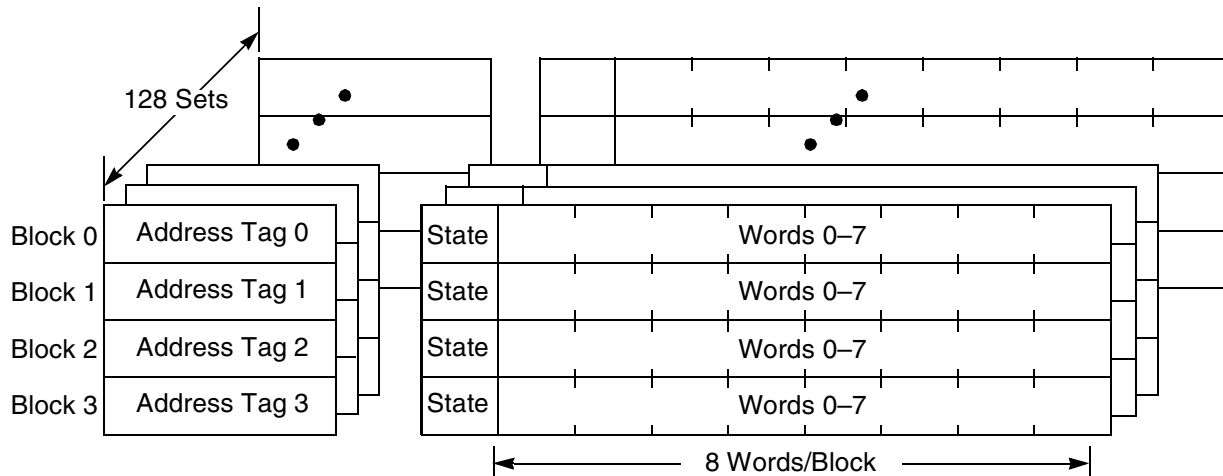 128 Sets
Block 0 Address Tag 0 State Words 0–7
Block 1 Address Tag 1 State Words 0–7
Block 2 Address Tag 2 State Words 0–7
Block 3 Address Tag 3 State Words 0–7
8 Words/Block